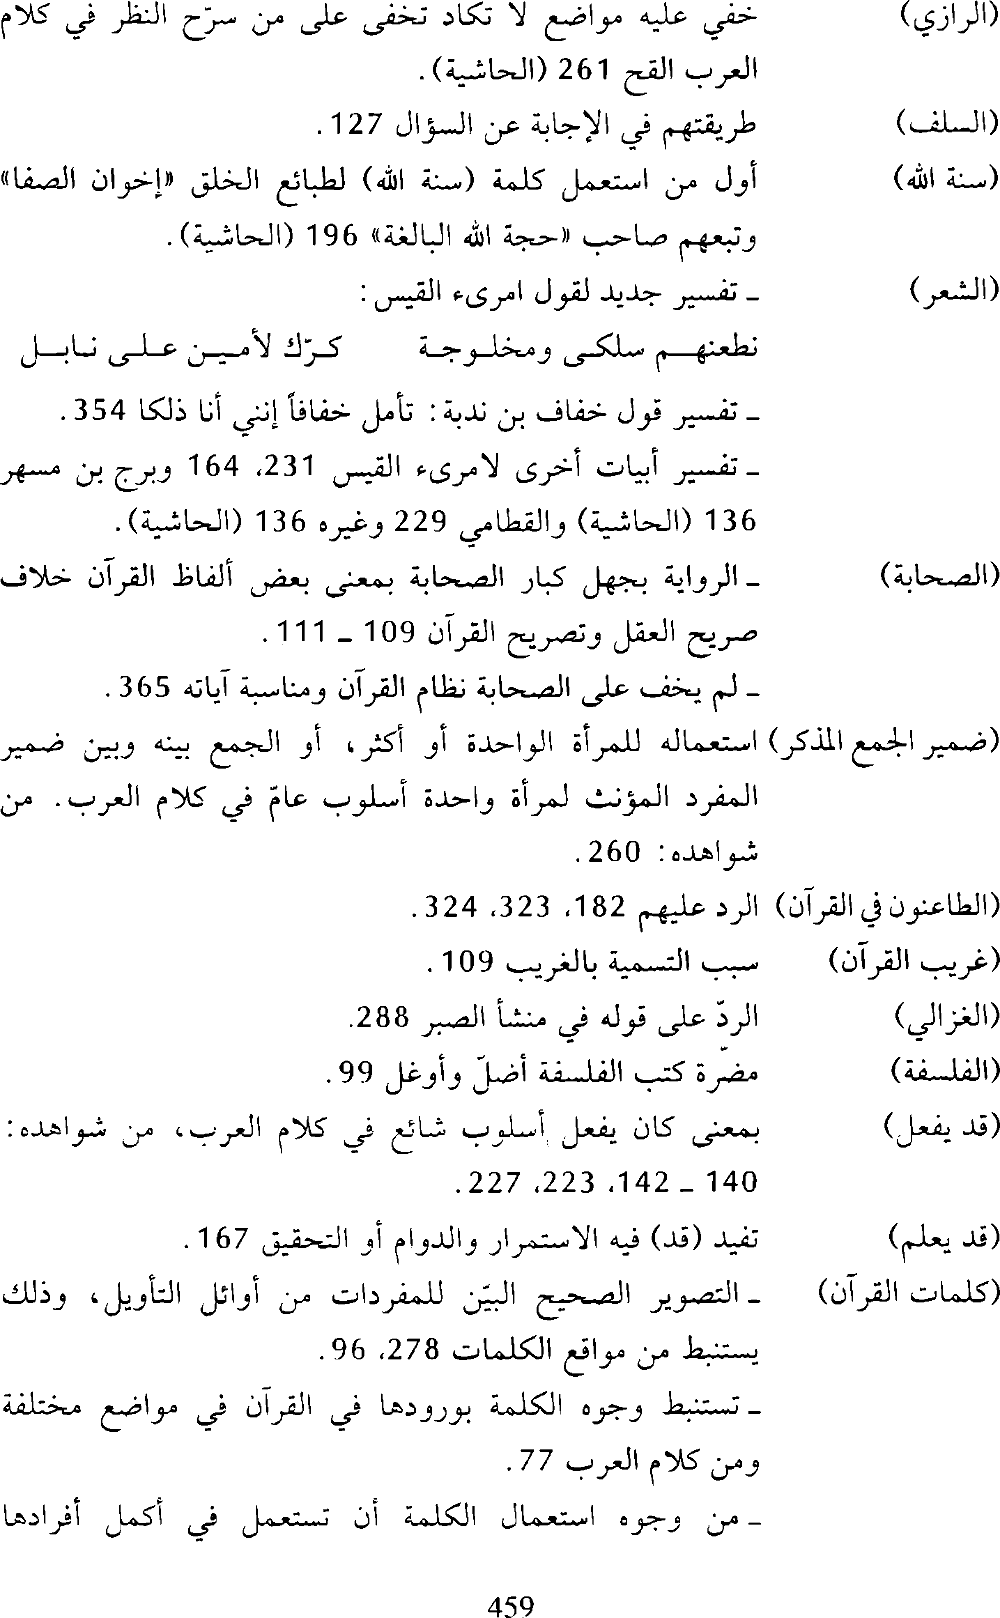 (الرازي) خفي عليه مواضع لا تكاد تخفى على من سرّح النظر في كلام
العرب القح 261 (الحاشية).
(السلف) طريقتهم في الإجابة عن السؤال 127.
(سنة الله) أول من استعمل كلمة (سنة الله) لطبائع الخلق «إخوان الصفا»
وتبعهم صاحب «حجة الله البالغة» 196 (الحاشية).
(الشعر) ـ تفسير جديد لقول امرىء القيس:
نطعنهم سلكى ومخلوجة كرّك لأمين على نابل
ـ تفسير قول خفاف بن ندبة: تأمل خفافاً إنني أنا ذلكا 354.
ـ تفسير أبيات أخرى لامرىء القيس 231، 164 وبرج بن مسهر
136 (الحاشية) والقطامي 229 وغيره 136 (الحاشية).
(الصحابة) ـ الرواية بجهل كبار الصحابة بمعنى بعض ألفاظ القرآن خلاف
صريح العقل وتصريح القرآن 109 ـ 111.
ـ لم يخف على الصحابة نظام القرآن ومناسبة آياته 365.
(ضمير الجمع المذكر) استعماله للمرأة الواحدة أو أكثر، أو الجمع بينه وبين ضمير
المفرد المؤنث لمرأة واحدة أسلوب عامّ في كلام العرب. من
شواهده: 260.
(الطاعنون في القرآن) الرد عليهم 182، 323، 324.
(غريب القرآن) سبب التسمية بالغريب 109.
(الغزالي) الردّ على قوله في منشأ الصبر 288.
(الفلسفة) مضرّة كتب الفلسفة أضلّ وأوغل 99.
(قد يفعل) بمعنى كان يفعل أسلوب شائع في كلام العرب، من شواهده:
140 ـ 142، 223، 227.
(قد يعلم) تفيد (قد) فيه الاستمرار والدوام أو التحقيق 167.
(كلمات القرآن) ـ التصوير الصحيح البيّن للمفردات من أوائل التأويل، وذلك
يستنبط من مواقع الكلمات 278، 96.
ـ تستنبط وجوه الكلمة بورودها في القرآن في مواضع مختلفة
ومن كلام العرب 77.
ـ من وجوه استعمال الكلمة أن تستعمل في أكمل أفرادها
459